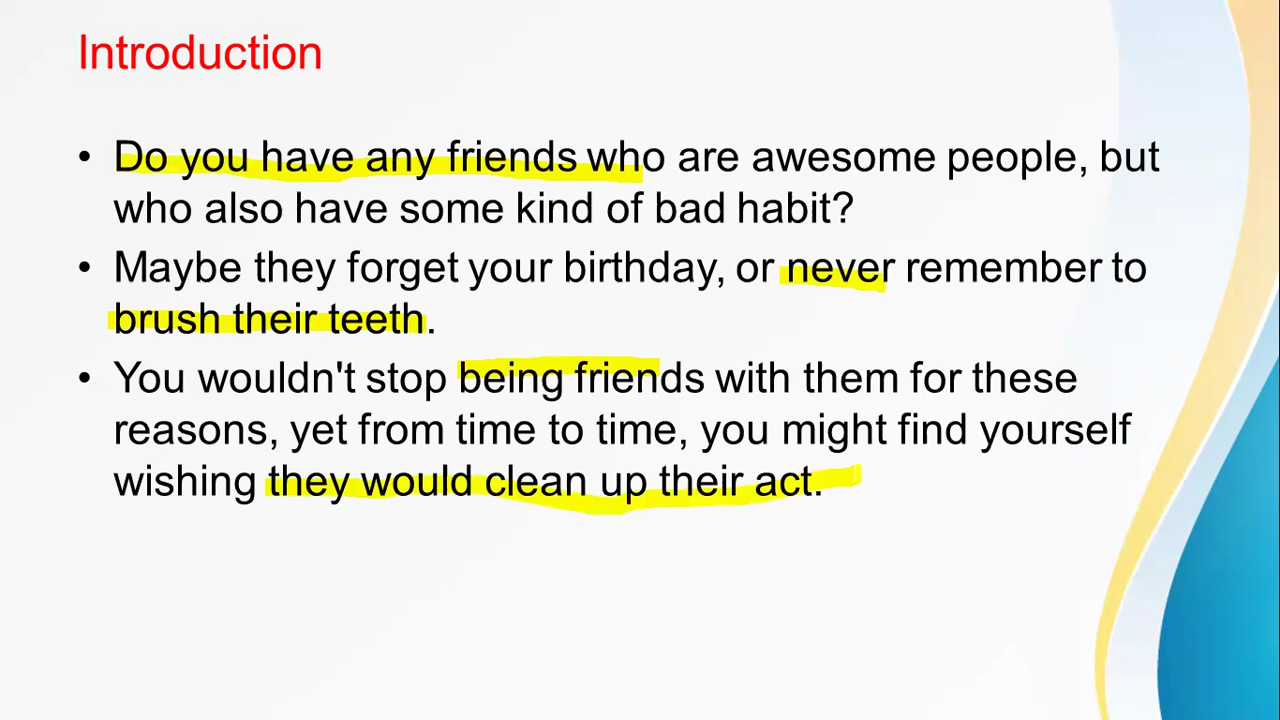 Introduction
• Do you have any friends who are awesome people, but
who also have some kind of bad habit?
• Maybe they forget your birthday, or never remember to
brush their teeth.
• You wouldn't stop being friends with them for these
reasons, yet from time to time, you might find yourself
wishing they would clean up their act.